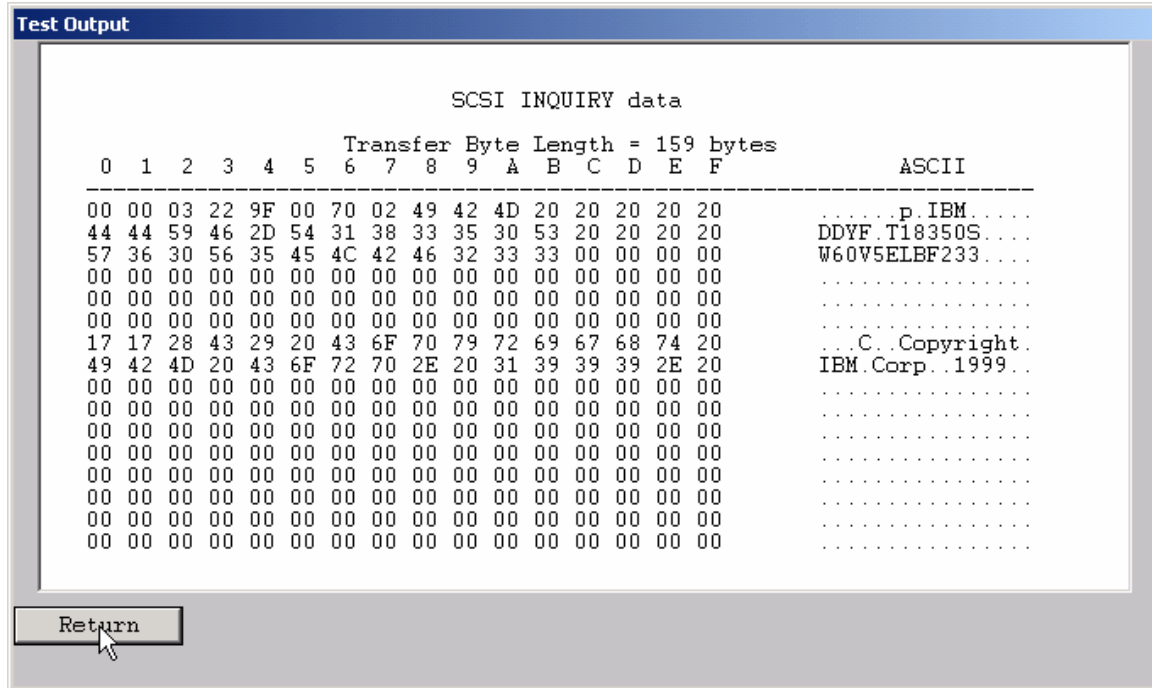 Test Output
SCSI INQUIRY data
Transfer Byte Length = 159 bytes
0 1 2 3 4 5 6 7 8 9 A B C D E F ASCII
00 00 03 22 9F 00 70 02 49 42 4D 20 20 20 20 20 ......p.IBM.....
44 44 59 46 2D 54 31 38 33 35 30 53 20 20 20 20 DDYF.T18350S....
57 36 30 56 35 45 4C 42 46 32 33 33 00 00 00 00 W60V5ELBF233....
00 00 00 00 00 00 00 00 00 00 00 00 00 00 00 00 ................
00 00 00 00 00 00 00 00 00 00 00 00 00 00 00 00 ................
00 00 00 00 00 00 00 00 00 00 00 00 00 00 00 00 ................
17 17 28 43 29 20 43 6F 70 79 72 69 67 68 74 20 ...C..Copyright.
49 42 4D 20 43 6F 72 70 2E 20 31 39 39 39 2E 20 IBM.Corp..1999..
00 00 00 00 00 00 00 00 00 00 00 00 00 00 00 00 ................
00 00 00 00 00 00 00 00 00 00 00 00 00 00 00 00 ................
00 00 00 00 00 00 00 00 00 00 00 00 00 00 00 00 ................
00 00 00 00 00 00 00 00 00 00 00 00 00 00 00 00 ................
00 00 00 00 00 00 00 00 00 00 00 00 00 00 00 00 ................
00 00 00 00 00 00 00 00 00 00 00 00 00 00 00 00 ................
00 00 00 00 00 00 00 00 00 00 00 00 00 00 00 00 ................
00 00 00 00 00 00 00 00 00 00 00 00 00 00 00 00 ................
Return